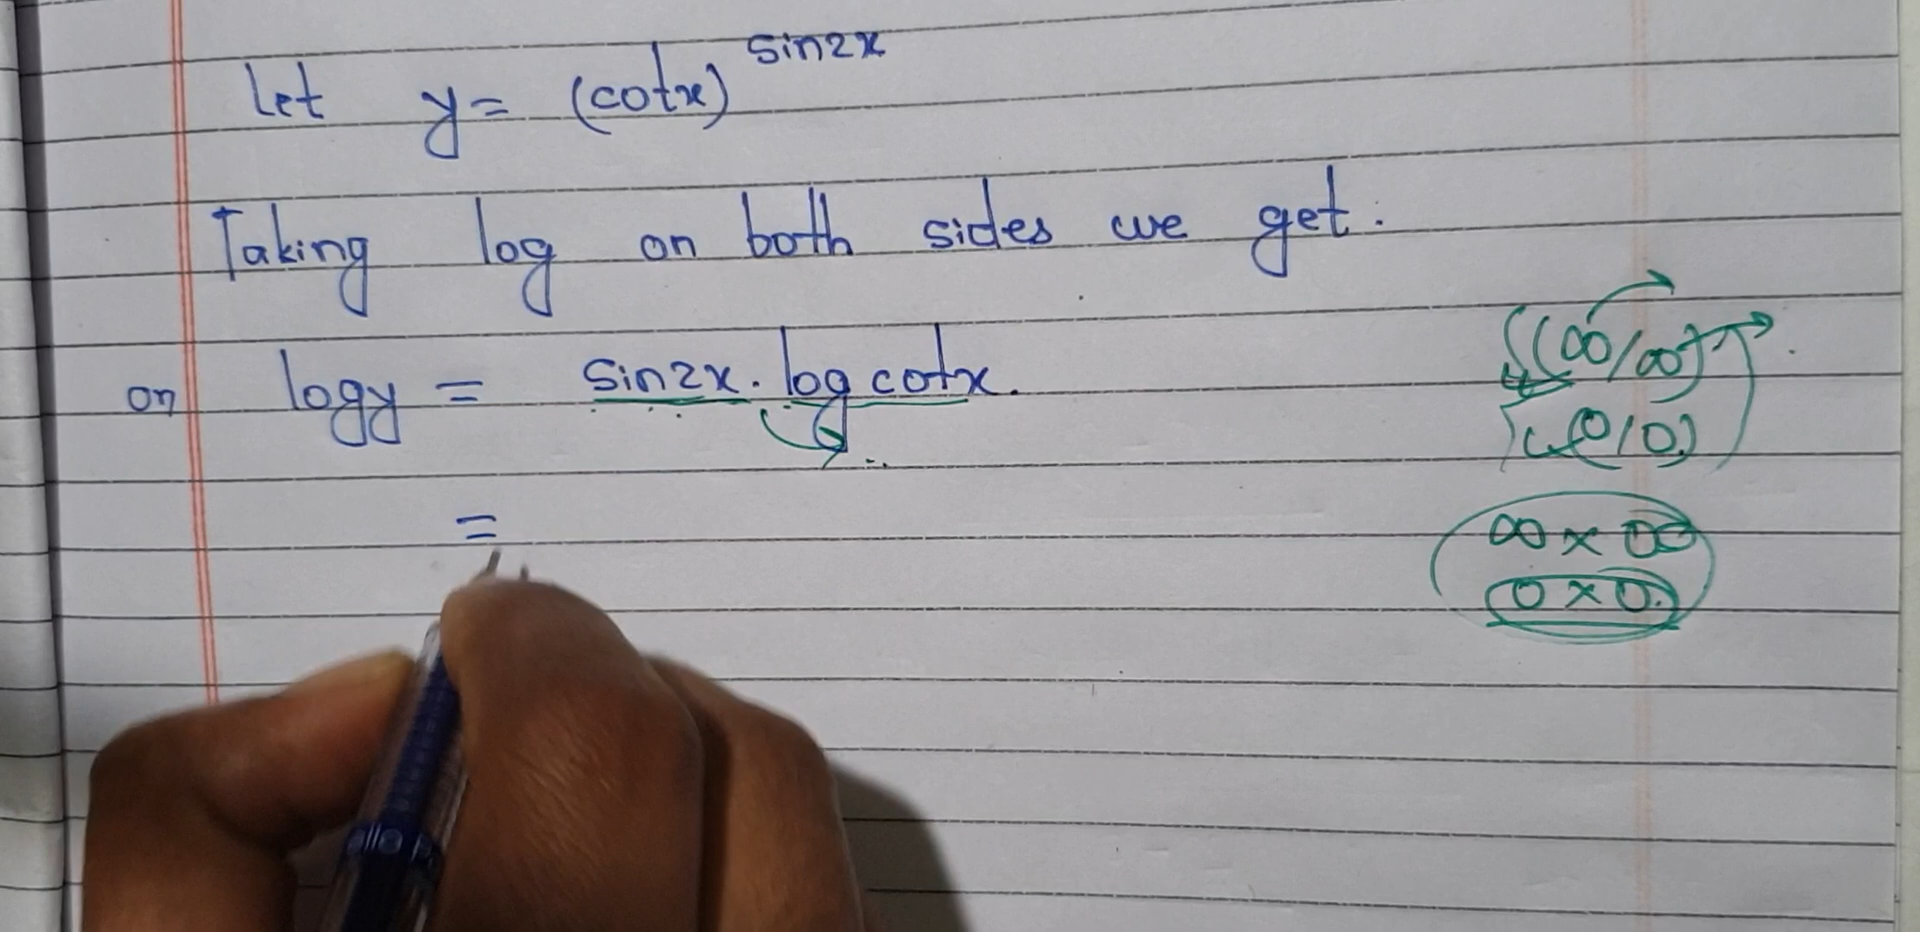 Let y = (cotx)^sin2x
Taking log on both sides we get.
or logy = sin2x . log cotx.
=
(∞/∞)
(0/0)
∞ × ∞
0 × 0